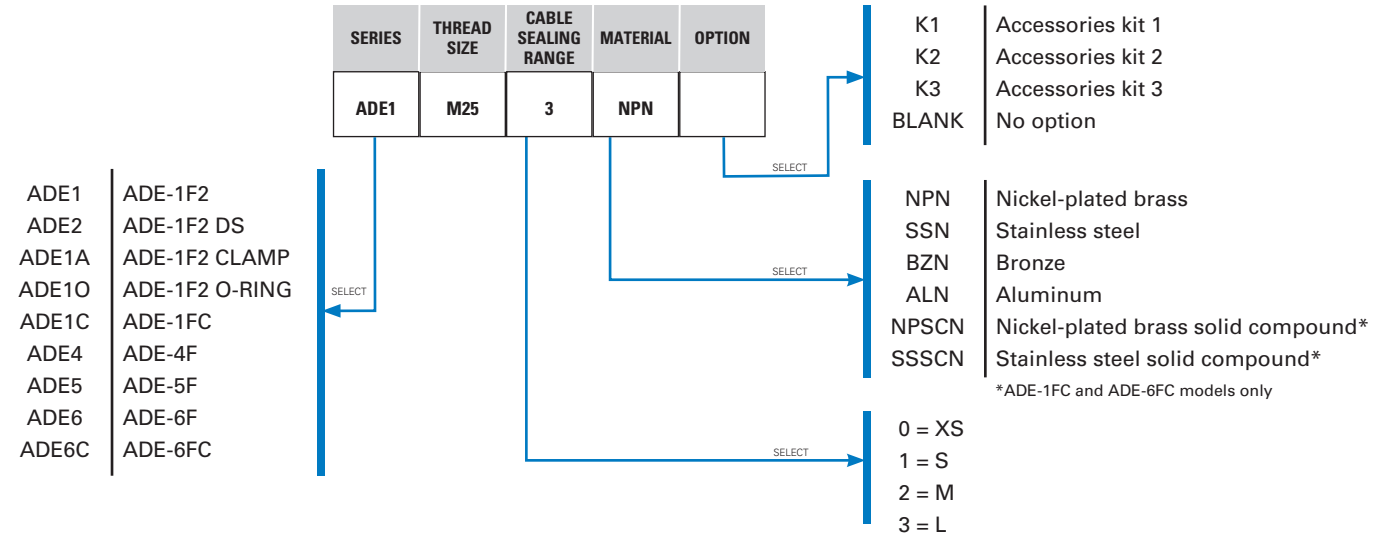 SERIES THREAD SIZE CABLE SEALING RANGE MATERIAL OPTION
ADE1 M25 3 NPN
K1 Accessories kit 1
K2 Accessories kit 2
K3 Accessories kit 3
BLANK No option
SELECT
ADE1 ADE-1F2
ADE2 ADE-1F2 DS
ADE1A ADE-1F2 CLAMP
ADE1O ADE-1F2 O-RING
ADE1C ADE-1FC
ADE4 ADE-4F
ADE5 ADE-5F
ADE6 ADE-6F
ADE6C ADE-6FC
SELECT
NPN Nickel-plated brass
SSN Stainless steel
BZN Bronze
ALN Aluminum
NPSCN Nickel-plated brass solid compound*
SSSCN Stainless steel solid compound*
*ADE-1FC and ADE-6FC models only
SELECT
0 = XS
1 = S
2 = M
3 = L
SELECT